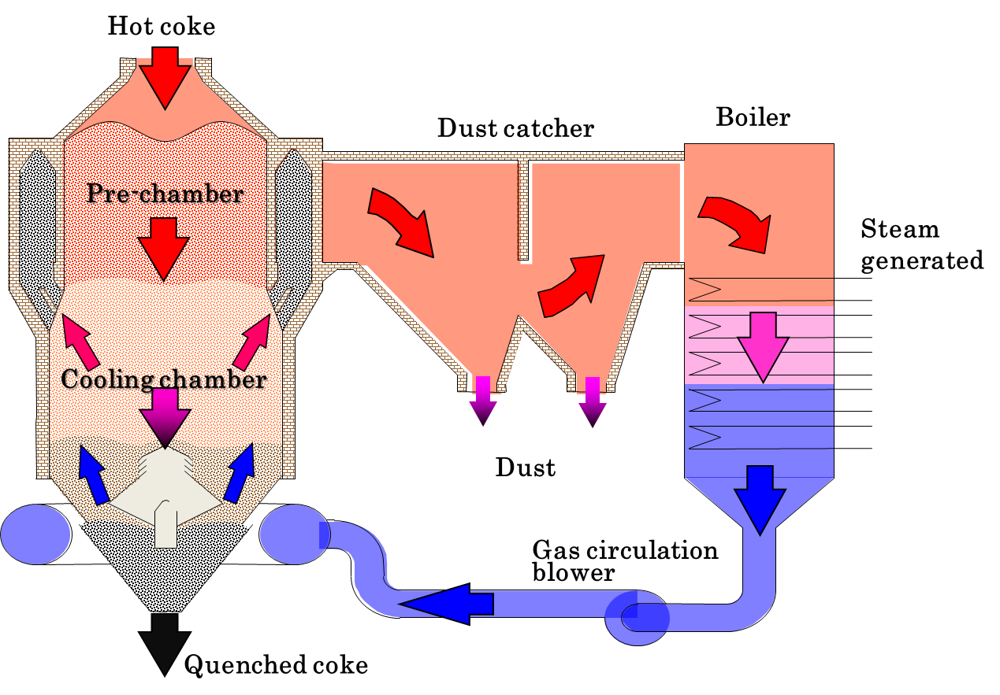 Hot coke
Dust catcher
Boiler
Pre-chamber
Steam
generated
Cooling chamber
Dust
Gas circulation
blower
Quenched coke